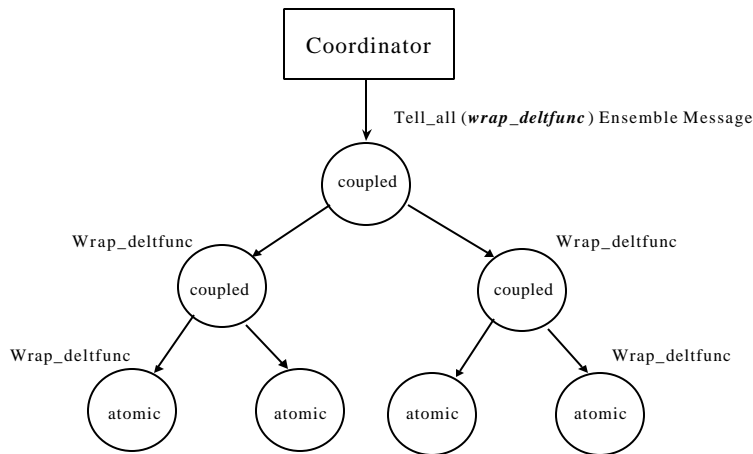 Coordinator
Tell_all (wrap_deltfunc) Ensemble Message
coupled
Wrap_deltfunc
Wrap_deltfunc
coupled
coupled
Wrap_deltfunc
Wrap_deltfunc
atomic
atomic
atomic
atomic